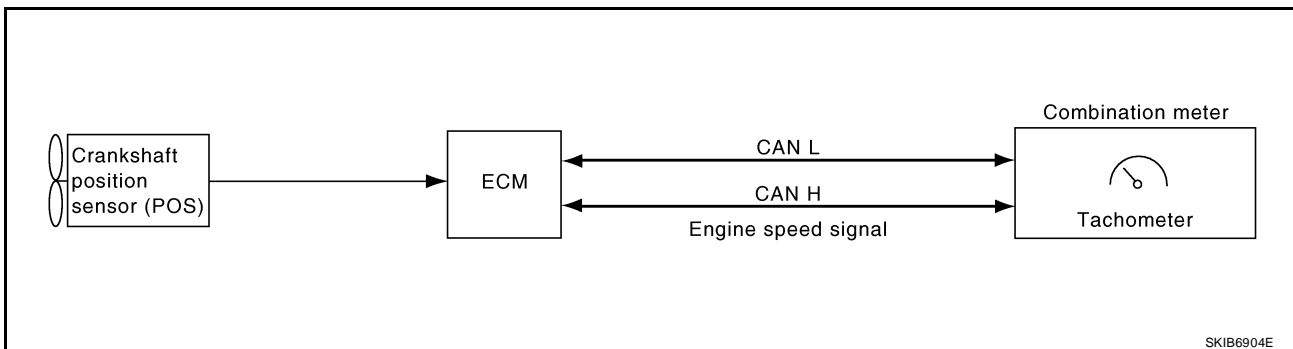 Crankshaft
position
sensor (POS)
ECM
CAN L
CAN H
Engine speed signal
Combination meter
Tachometer
SKIB6904E